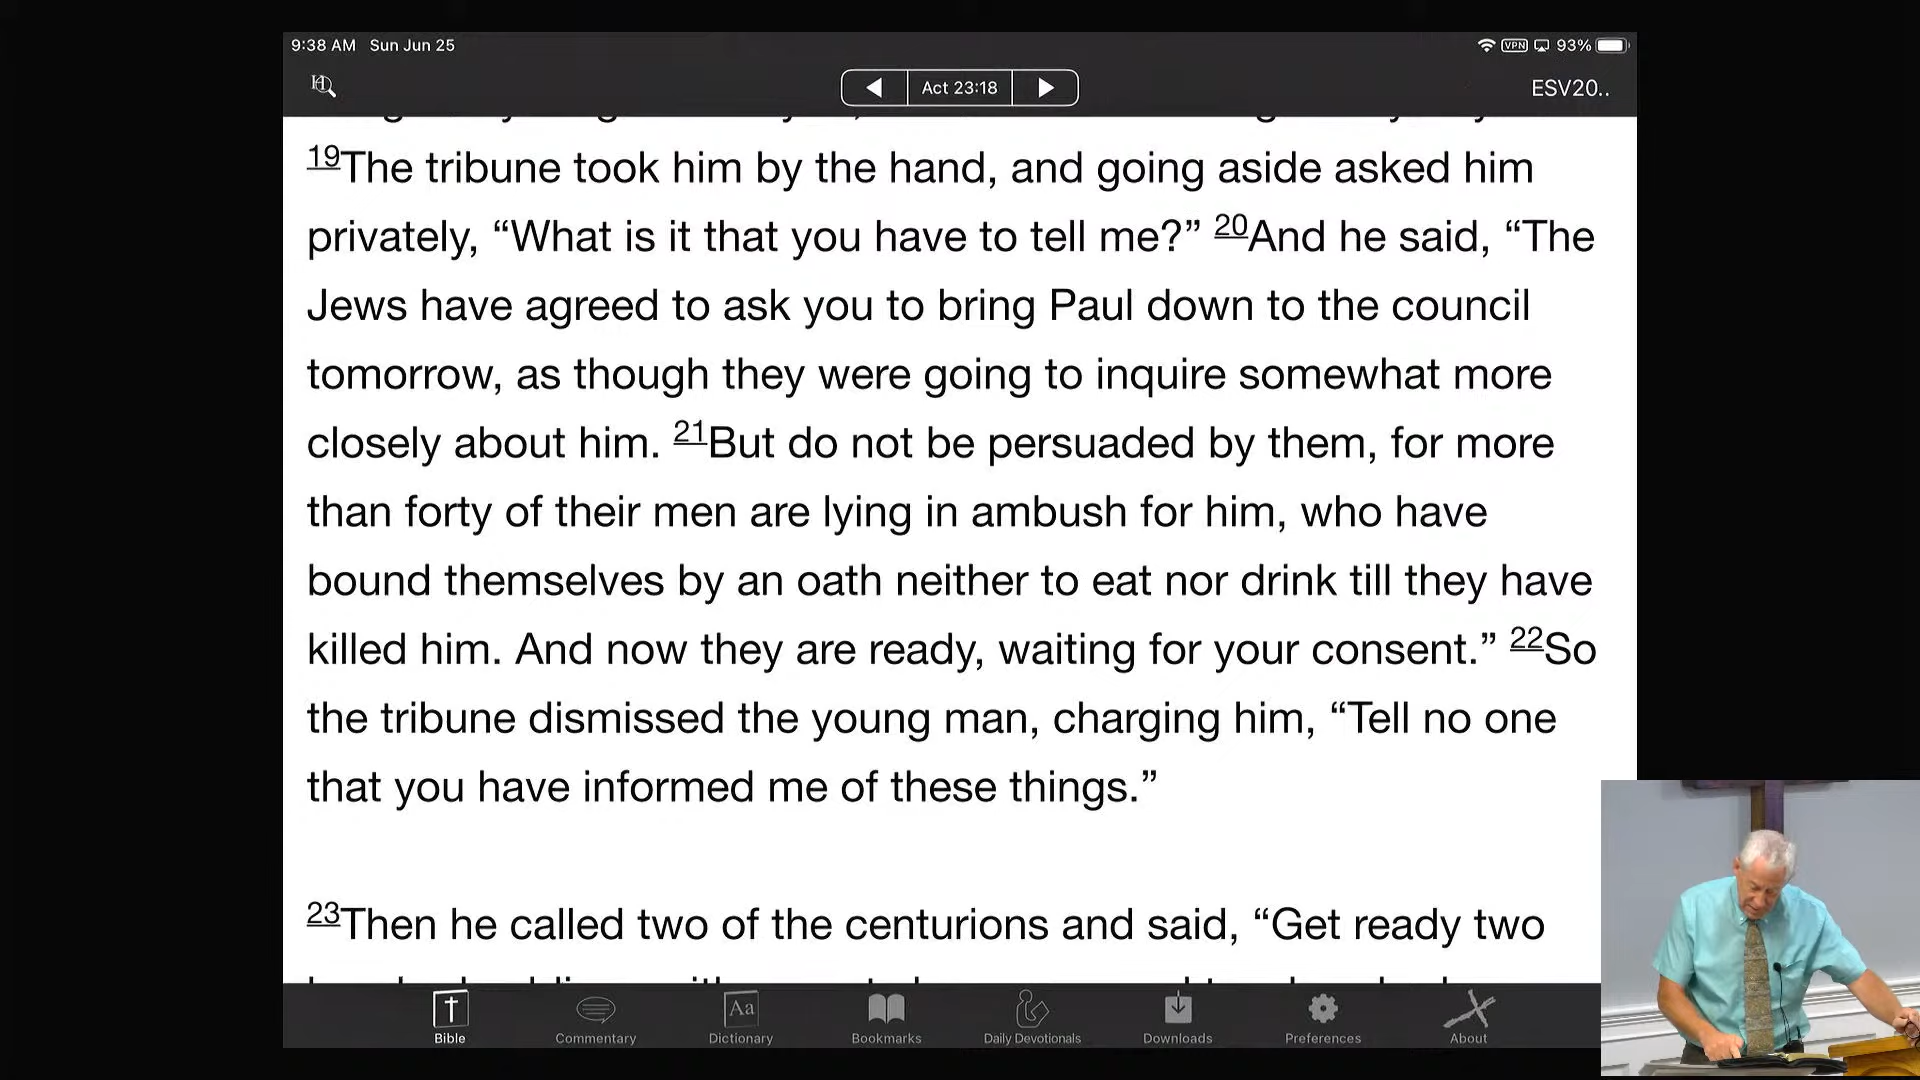 9:38 AM Sun Jun 25
VPN 93%
Act 23:18
ESV20..
19The tribune took him by the hand, and going aside asked him
privately, “What is it that you have to tell me?” 20And he said, “The
Jews have agreed to ask you to bring Paul down to the council
tomorrow, as though they were going to inquire somewhat more
closely about him. 21But do not be persuaded by them, for more
than forty of their men are lying in ambush for him, who have
bound themselves by an oath neither to eat nor drink till they have
killed him. And now they are ready, waiting for your consent.” 22So
the tribune dismissed the young man, charging him, “Tell no one
that you have informed me of these things.”
23Then he called two of the centurions and said, “Get ready two
Aa
Bible
Commentary
Dictionary
Bookmarks
Daily Devotionals
Downloads
Preferences
About